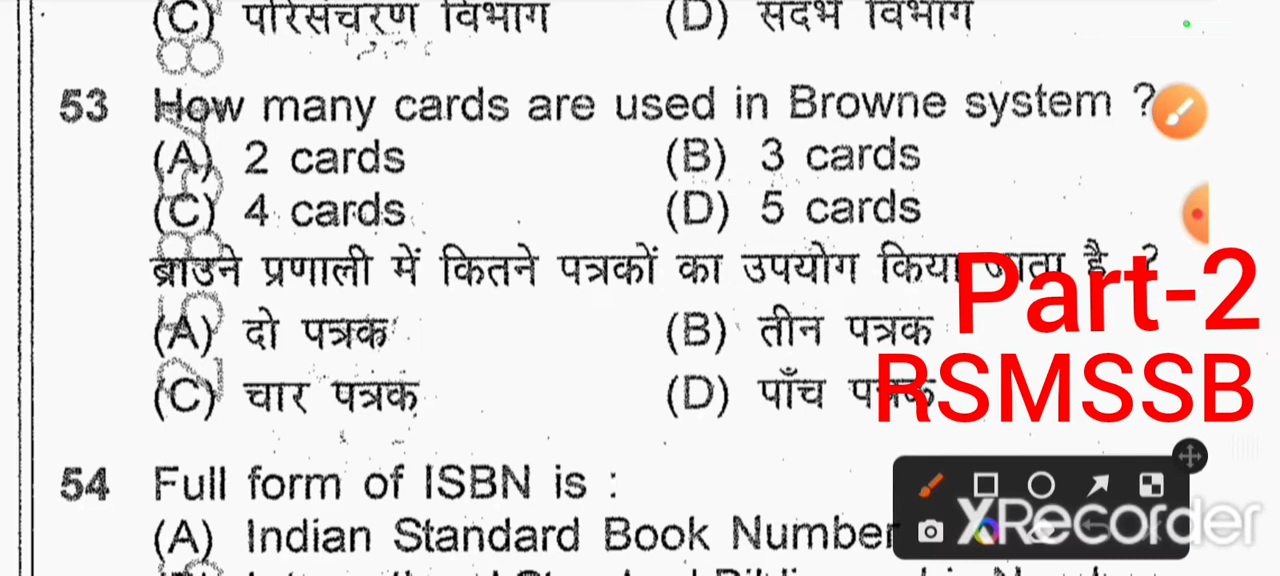 (C) परिसंचरण विभाग (D) संदर्भ विभाग
53 How many cards are used in Browne system ?
(A) 2 cards (B) 3 cards
(C) 4 cards (D) 5 cards
ब्राउने प्रणाली में कितने पत्रकों का उपयोग किया जाता है ?
(A) दो पत्रक (B) तीन पत्रक
(C) चार पत्रक (D) पाँच पत्रक
Part-2
RSMSSB
54 Full form of ISBN is :
(A) Indian Standard Book Number
XRecorder